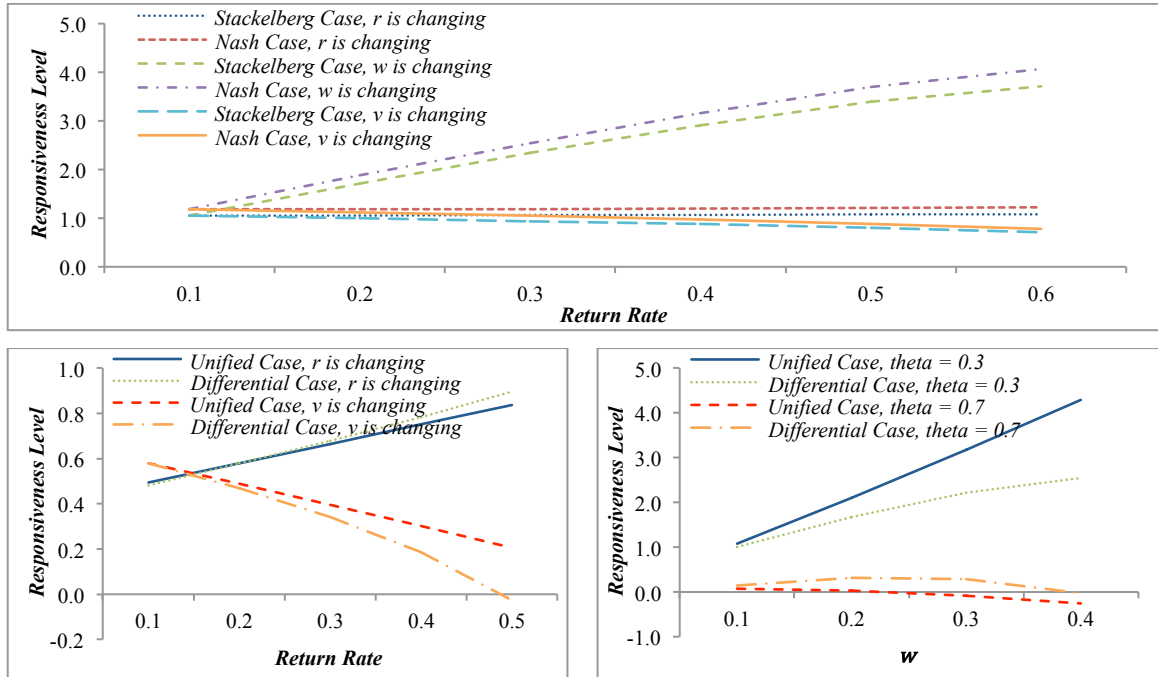 5.0
4.0
3.0
2.0
1.0
0.0
Responsiveness Level
Stackelberg Case, r is changing
Nash Case, r is changing
Stackelberg Case, w is changing
Nash Case, w is changing
Stackelberg Case, v is changing
Nash Case, v is changing
0.1 0.2 0.3 0.4 0.5 0.6
Return Rate
1.0
0.8
0.6
0.4
0.2
0.0
-0.2
Responsiveness Level
Unified Case, r is changing
Differential Case, r is changing
Unified Case, v is changing
Differential Case, v is changing
0.1 0.2 0.3 0.4 0.5
Return Rate
5.0
4.0
3.0
2.0
1.0
0.0
-1.0
Responsiveness Level
Unified Case, theta = 0.3
Differential Case, theta = 0.3
Unified Case, theta = 0.7
Differential Case, theta = 0.7
0.1 0.2 0.3 0.4
w